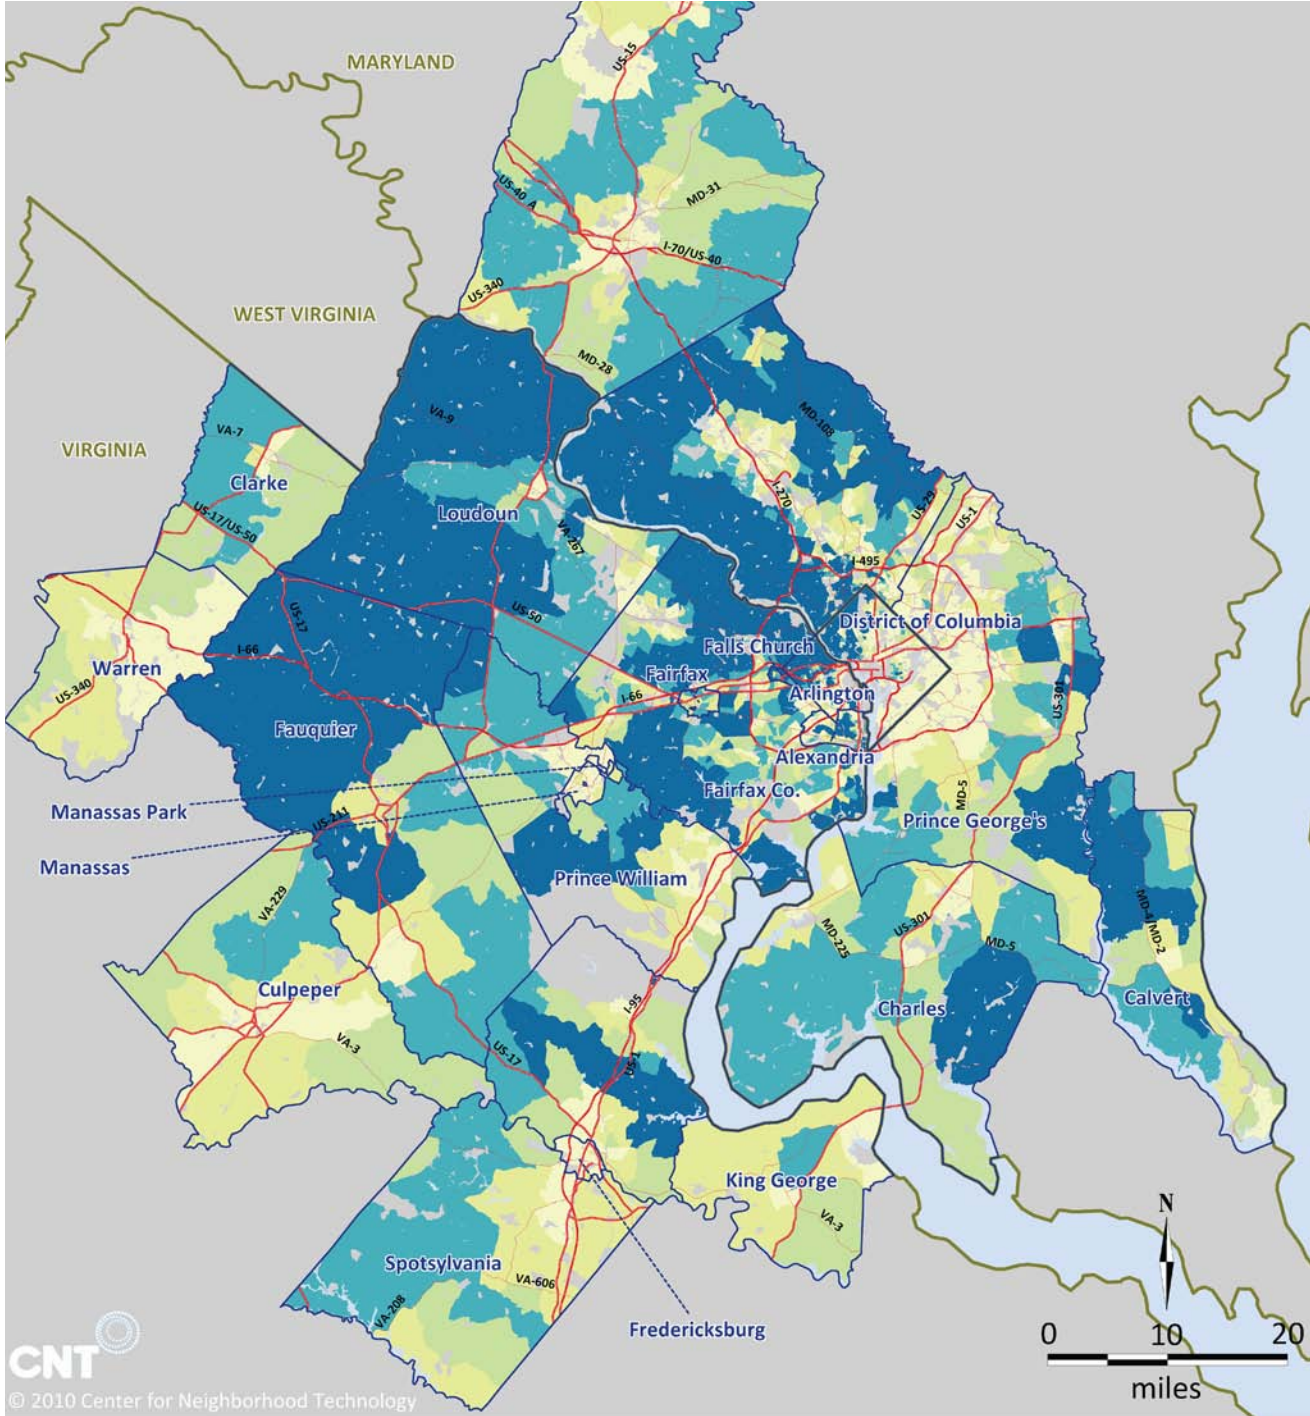 US-15
MARYLAND
US-40 A
MD-31
I-70/US-40
US-340
WEST VIRGINIA
MD-28
VA-9
MD-108
VA-7
VIRGINIA
Clarke
I-270
US-29
US-17/US-50
Loudoun
US-1
VA-267
I-495
US-50
US-17
District of Columbia
Falls Church
I-66
Warren
Fairfax
US-340
I-66
Arlington
US-301
Fauquier
Alexandria
Fairfax Co.
MD-5
Manassas Park
US-211
Prince George's
Manassas
Prince William
VA-229
US-301
MD-4/MD-2
MD-225
MD-5
Culpeper
I-95
Charles
Calvert
VA-3
US-17
US-1
King George
N
VA-3
Spotsylvania
VA-606
VA-208
Fredericksburg
0 10 20
miles
CNT
© 2010 Center for Neighborhood Technology